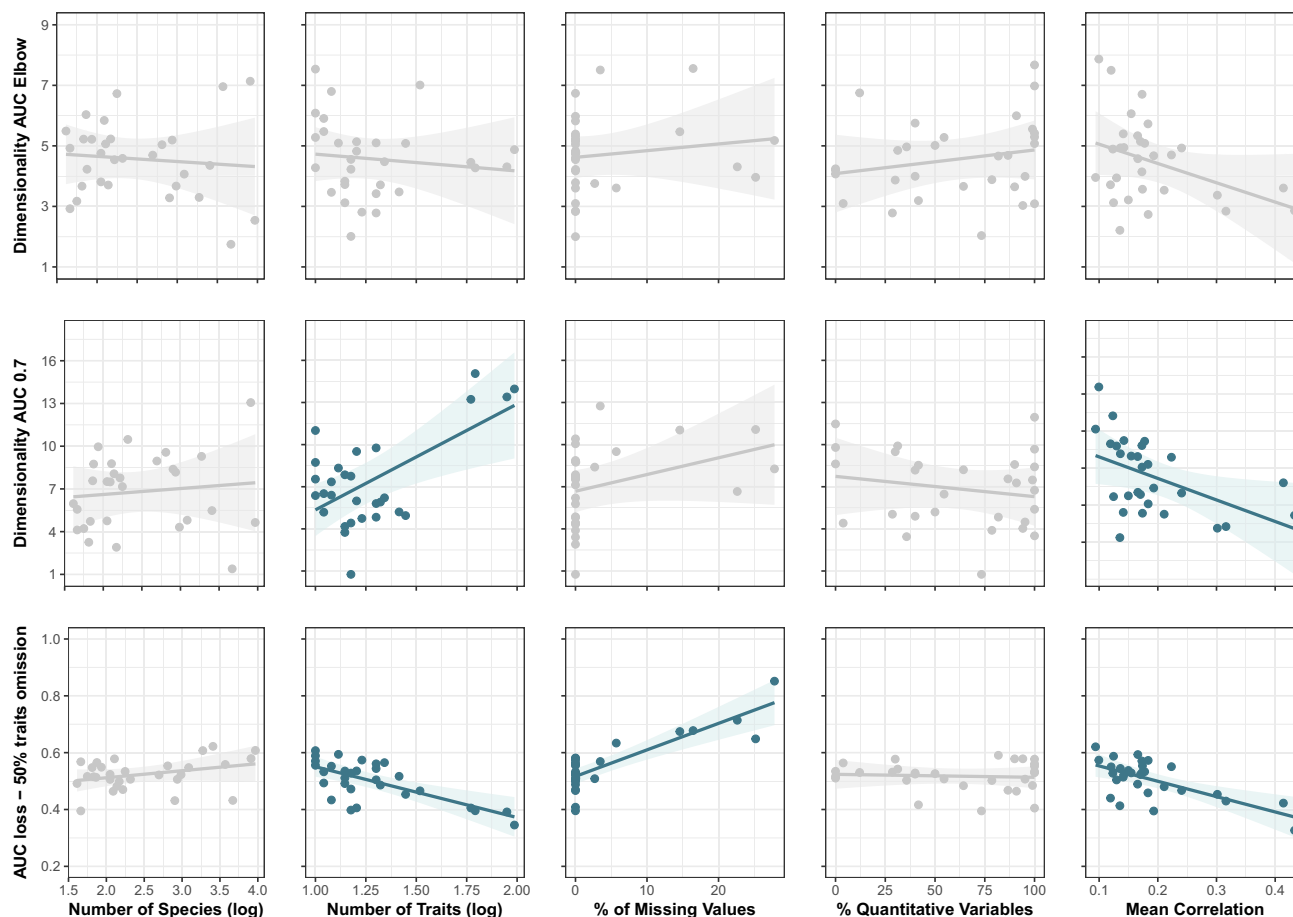 Dimensionality AUC Elbow
9
7
5
3
1
Dimensionality AUC 0.7
16
13
10
7
4
1
AUC loss – 50% traits omission
1.0
0.8
0.6
0.4
0.2
1.5 2.0 2.5 3.0 3.5 4.0
1.00 1.25 1.50 1.75 2.00
0 10 20
0 25 50 75 100
0.1 0.2 0.3 0.4
Number of Species (log)
Number of Traits (log)
% of Missing Values
% Quantitative Variables
Mean Correlation